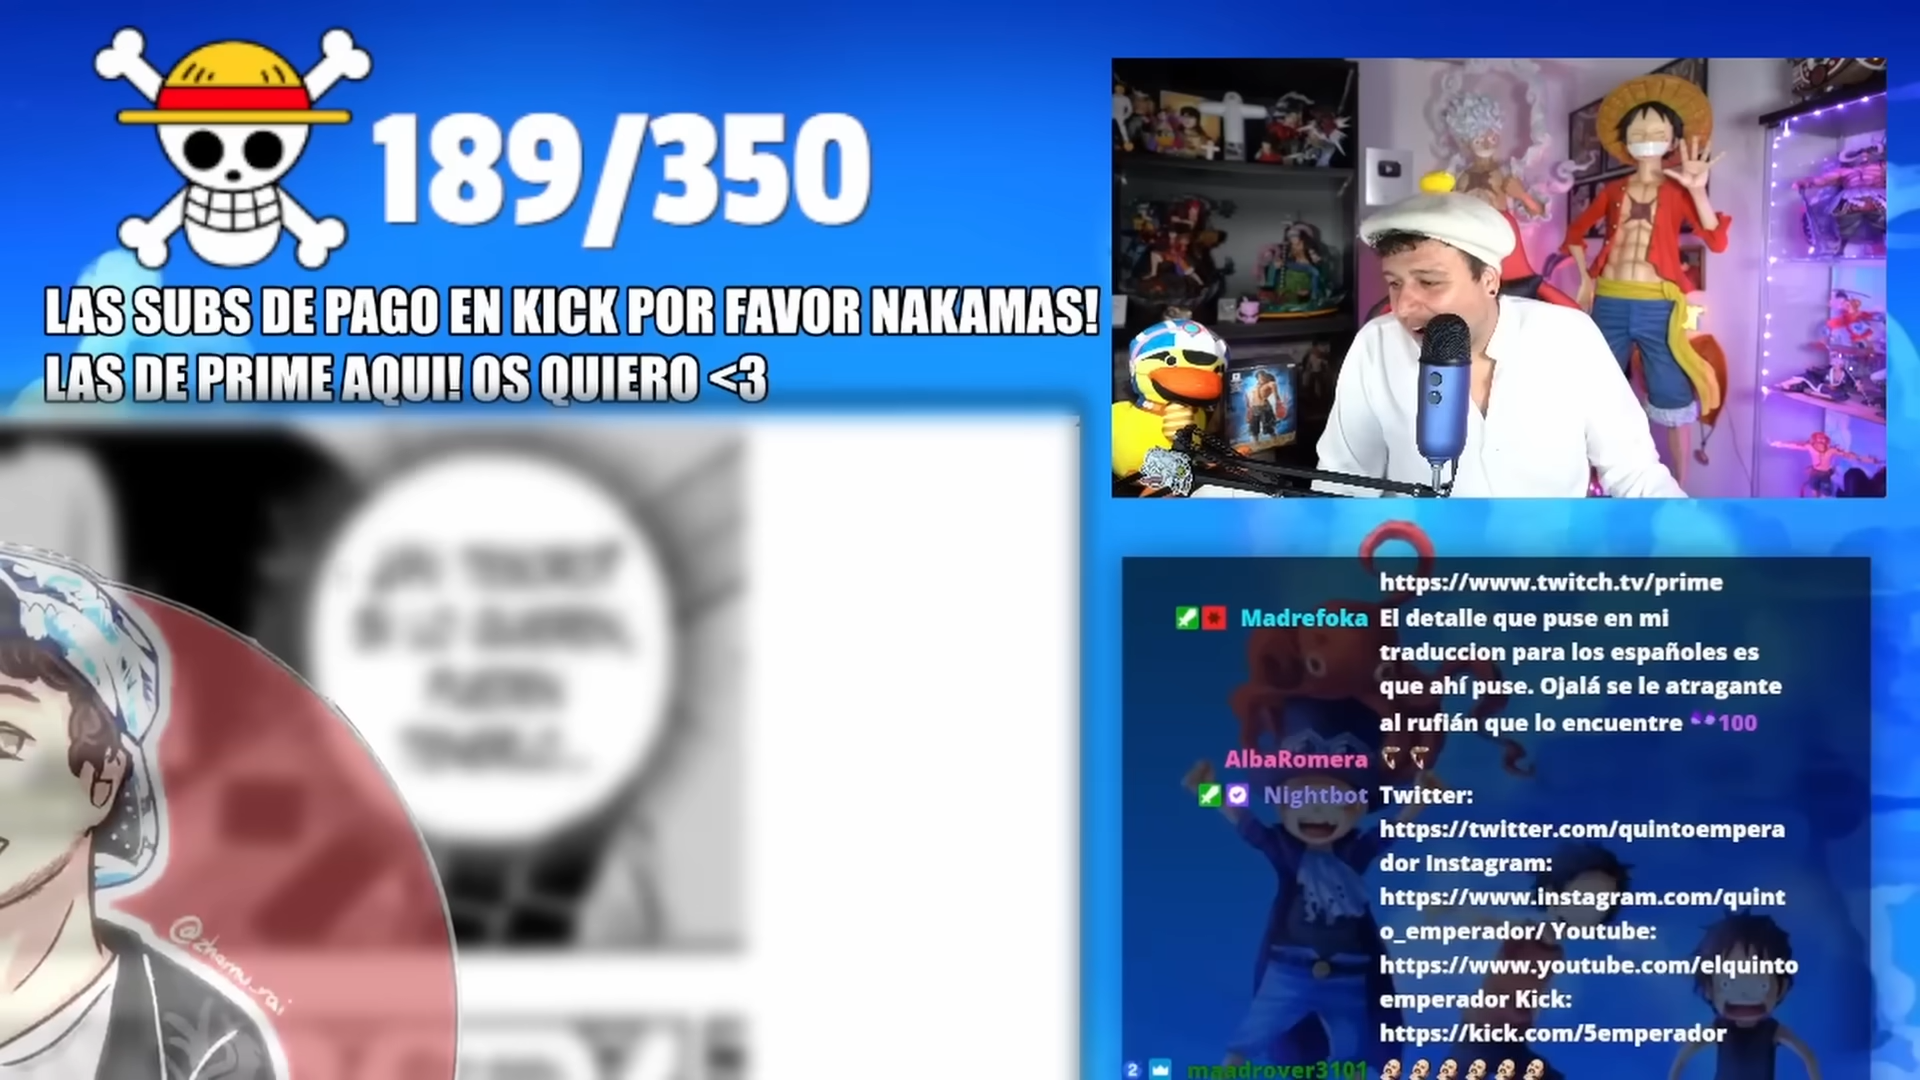 189/350
LAS SUBS DE PAGO EN KICK POR FAVOR NAKAMAS!
LAS DE PRIME AQUI! OS QUIERO <3
@zhamy_rai
https://www.twitch.tv/prime
Madrefoka El detalle que puse en mi
traduccion para los españoles es
que ahí puse. Ojalá se le atragante
al rufián que lo encuentre 100
AlbaRomera
Nightbot Twitter:
https://twitter.com/quintoempera
dor Instagram:
https://www.instagram.com/quint
o_emperador/ Youtube:
https://www.youtube.com/elquinto
emperador Kick:
https://kick.com/5emperador
2 maadrover3101